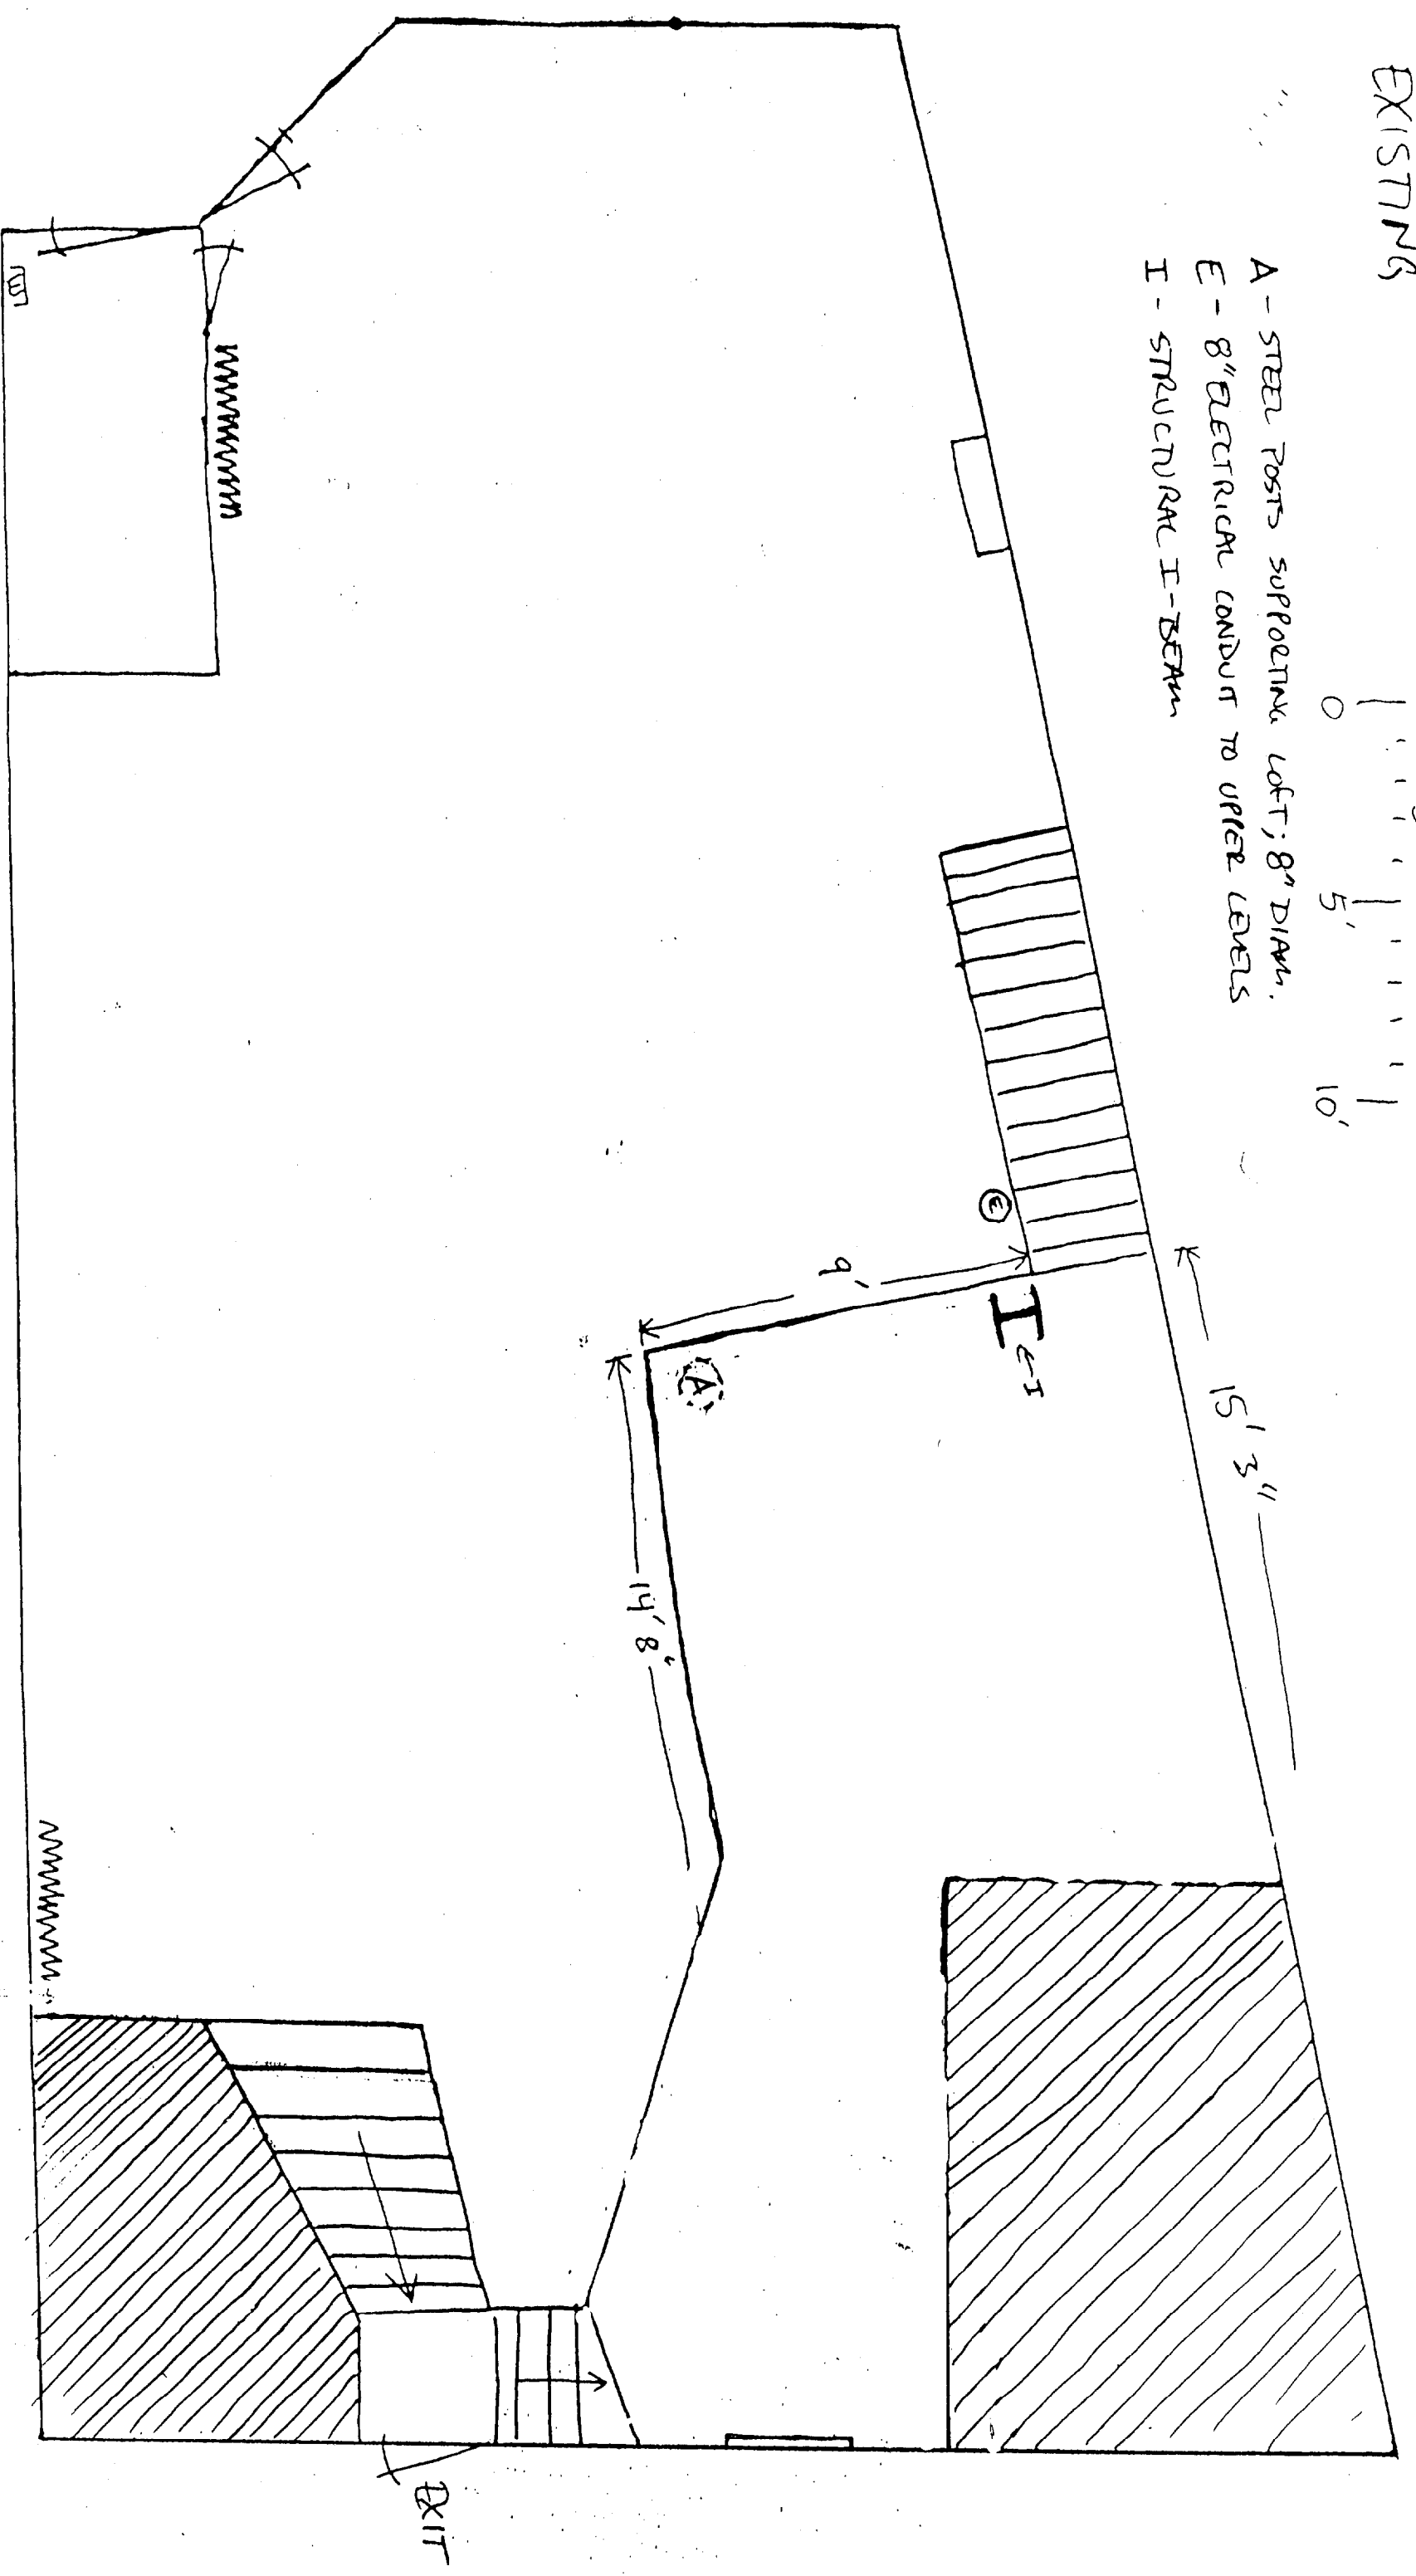 EXISTING
0 5' 10'
A - STEEL POSTS SUPPORTING LOFT; 8" DIAM.
E - 8" ELECTRICAL CONDUIT TO UPPER LEVELS
I - STRUCTURAL I-BEAM
15' 3"
E
9'
I
←I
A
14' 8"
EXIT